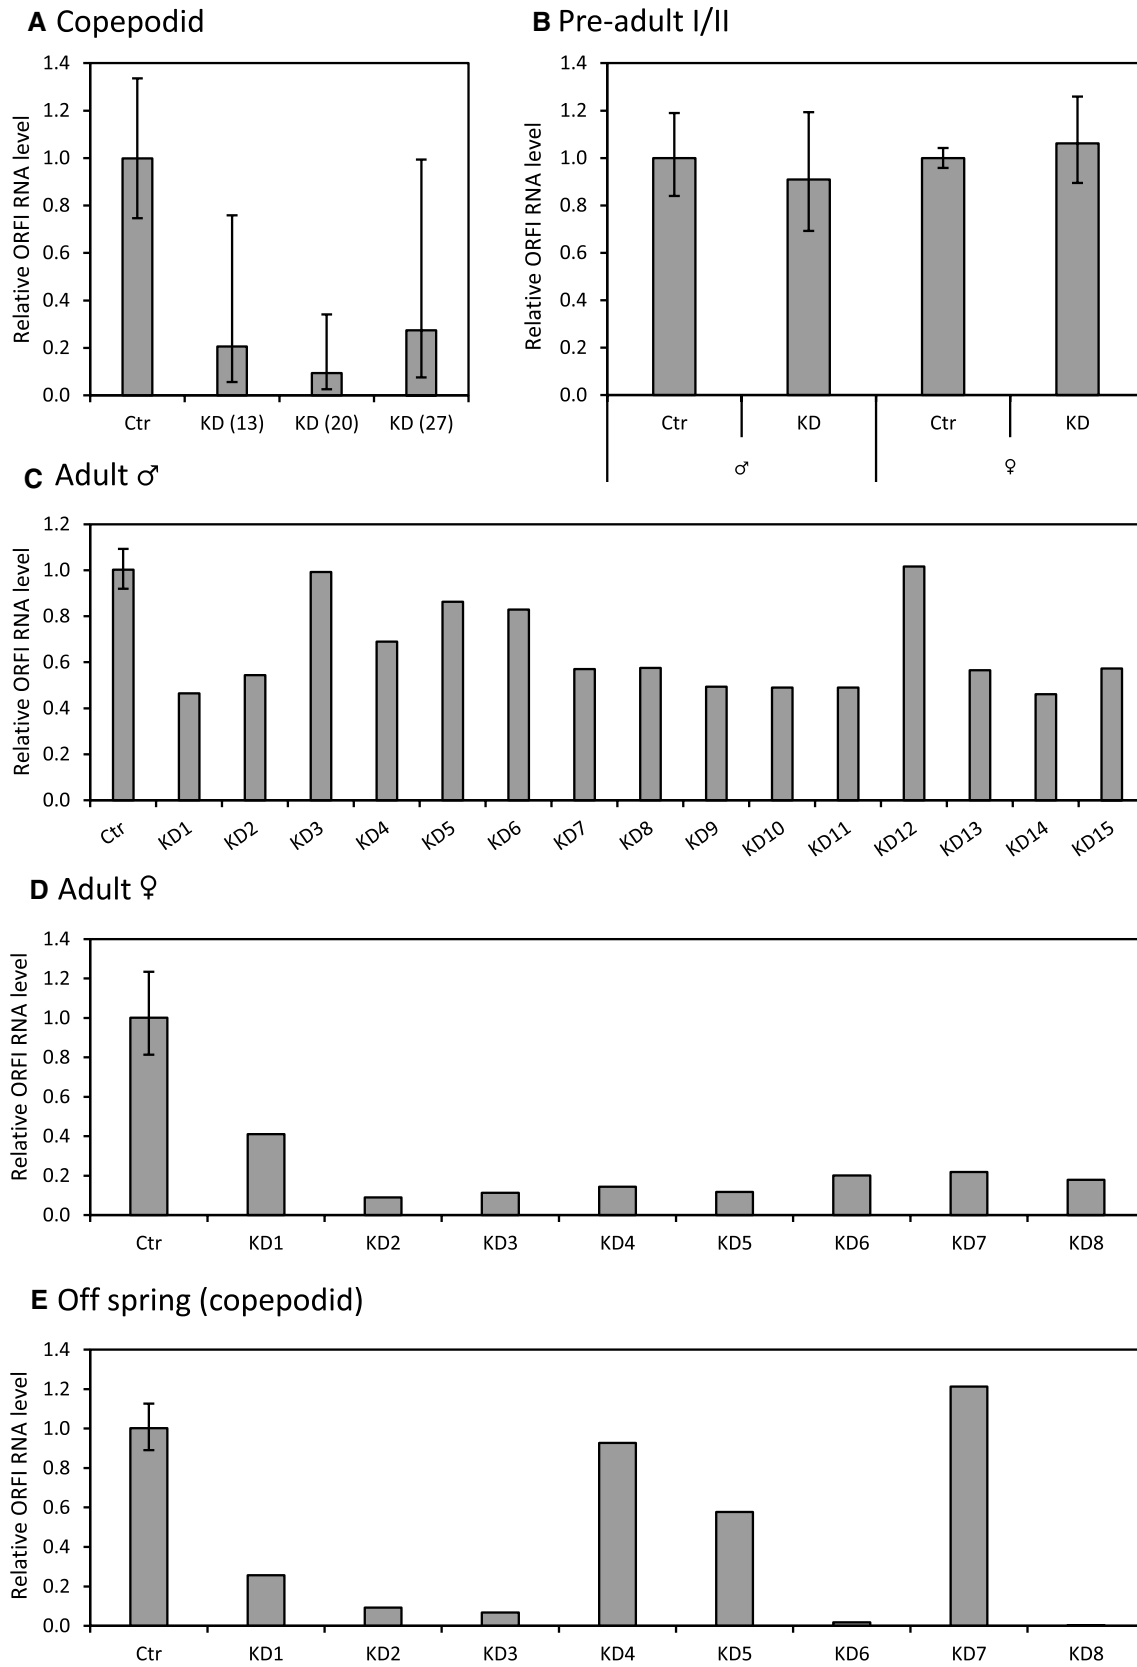 A Copepodid
Relative ORFI RNA level
1.4
1.2
1.0
0.8
0.6
0.4
0.2
0.0
Ctr KD (13) KD (20) KD (27)
B Pre-adult I/II
Relative ORFI RNA level
1.4
1.2
1.0
0.8
0.6
0.4
0.2
0.0
Ctr KD Ctr KD
♂ ♀
C Adult ♂
Relative ORFI RNA level
1.2
1.0
0.8
0.6
0.4
0.2
0.0
Ctr KD1 KD2 KD3 KD4 KD5 KD6 KD7 KD8 KD9 KD10 KD11 KD12 KD13 KD14 KD15
D Adult ♀
Relative ORFI RNA level
1.4
1.2
1.0
0.8
0.6
0.4
0.2
0.0
Ctr KD1 KD2 KD3 KD4 KD5 KD6 KD7 KD8
E Off spring (copepodid)
Relative ORFI RNA level
1.4
1.2
1.0
0.8
0.6
0.4
0.2
0.0
Ctr KD1 KD2 KD3 KD4 KD5 KD6 KD7 KD8